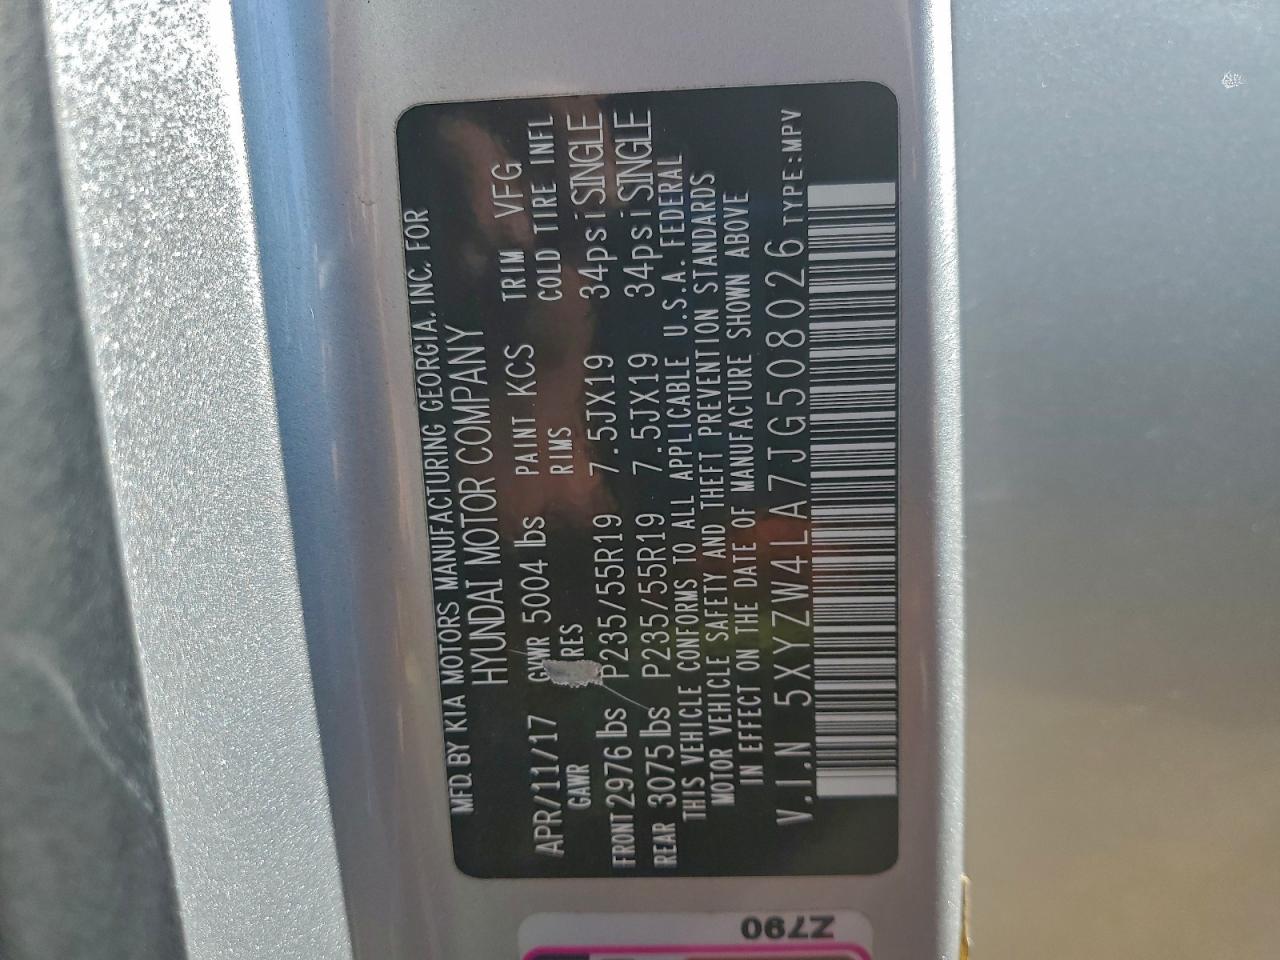 MFD. BY KIA MOTORS MANUFACTURING GEORGIA. INC. FOR
HYUNDAI MOTOR COMPANY
APR/11/17 GVWR 5004 lbs PAINT KCS TRIM VFG
GAWR RES RIMS COLD TIRE INFL
FRONT 2976 lbs P235/55R19 7.5JX19 34psi SINGLE
REAR 3075 lbs P235/55R19 7.5JX19 34psi SINGLE
THIS VEHICLE CONFORMS TO ALL APPLICABLE U.S.A. FEDERAL
MOTOR VEHICLE SAFETY AND THEFT PREVENTION STANDARDS
IN EFFECT ON THE DATE OF MANUFACTURE SHOWN ABOVE
V.I.N 5XYZW4LA7JG508026 TYPE:MPV
Z790